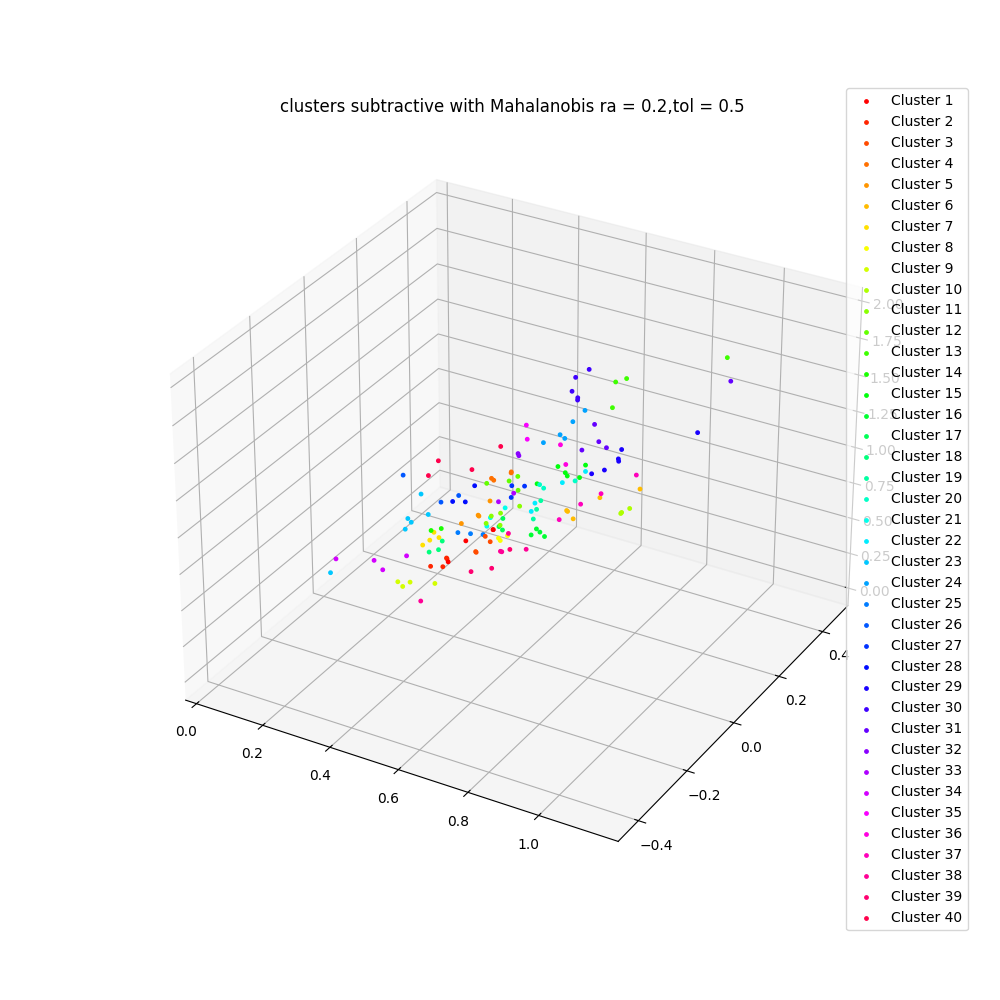 clusters subtractive with Mahalanobis ra = 0.2,tol = 0.5
Cluster 1
Cluster 2
Cluster 3
Cluster 4
Cluster 5
Cluster 6
Cluster 7
Cluster 8
Cluster 9
Cluster 10
Cluster 11
Cluster 12
Cluster 13
Cluster 14
Cluster 15
Cluster 16
Cluster 17
Cluster 18
Cluster 19
Cluster 20
Cluster 21
Cluster 22
Cluster 23
Cluster 24
Cluster 25
Cluster 26
Cluster 27
Cluster 28
Cluster 29
Cluster 30
Cluster 31
Cluster 32
Cluster 33
Cluster 34
Cluster 35
Cluster 36
Cluster 37
Cluster 38
Cluster 39
Cluster 40
2.00
1.75
1.50
1.25
1.00
0.75
0.50
0.25
0.00
0.4
0.2
0.0
−0.2
−0.4
0.0
0.2
0.4
0.6
0.8
1.0